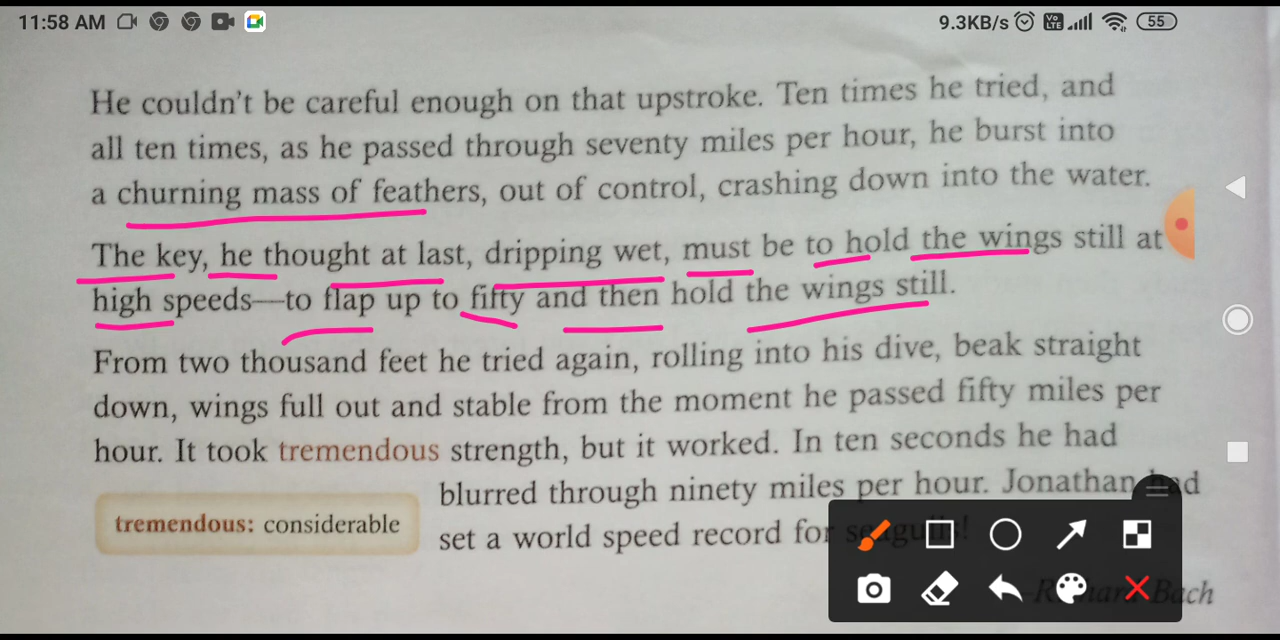 11:58 AM
9.3KB/s Vo LTE 55
He couldn't be careful enough on that upstroke. Ten times he tried, and
all ten times, as he passed through seventy miles per hour, he burst into
a churning mass of feathers, out of control, crashing down into the water.
The key, he thought at last, dripping wet, must be to hold the wings still at
high speeds—to flap up to fifty and then hold the wings still.
From two thousand feet he tried again, rolling into his dive, beak straight
down, wings full out and stable from the moment he passed fifty miles per
hour. It took tremendous strength, but it worked. In ten seconds he had
blurred through ninety miles per hour. Jonathan had
set a world speed record for seagulls!
tremendous: considerable
—Richard Bach